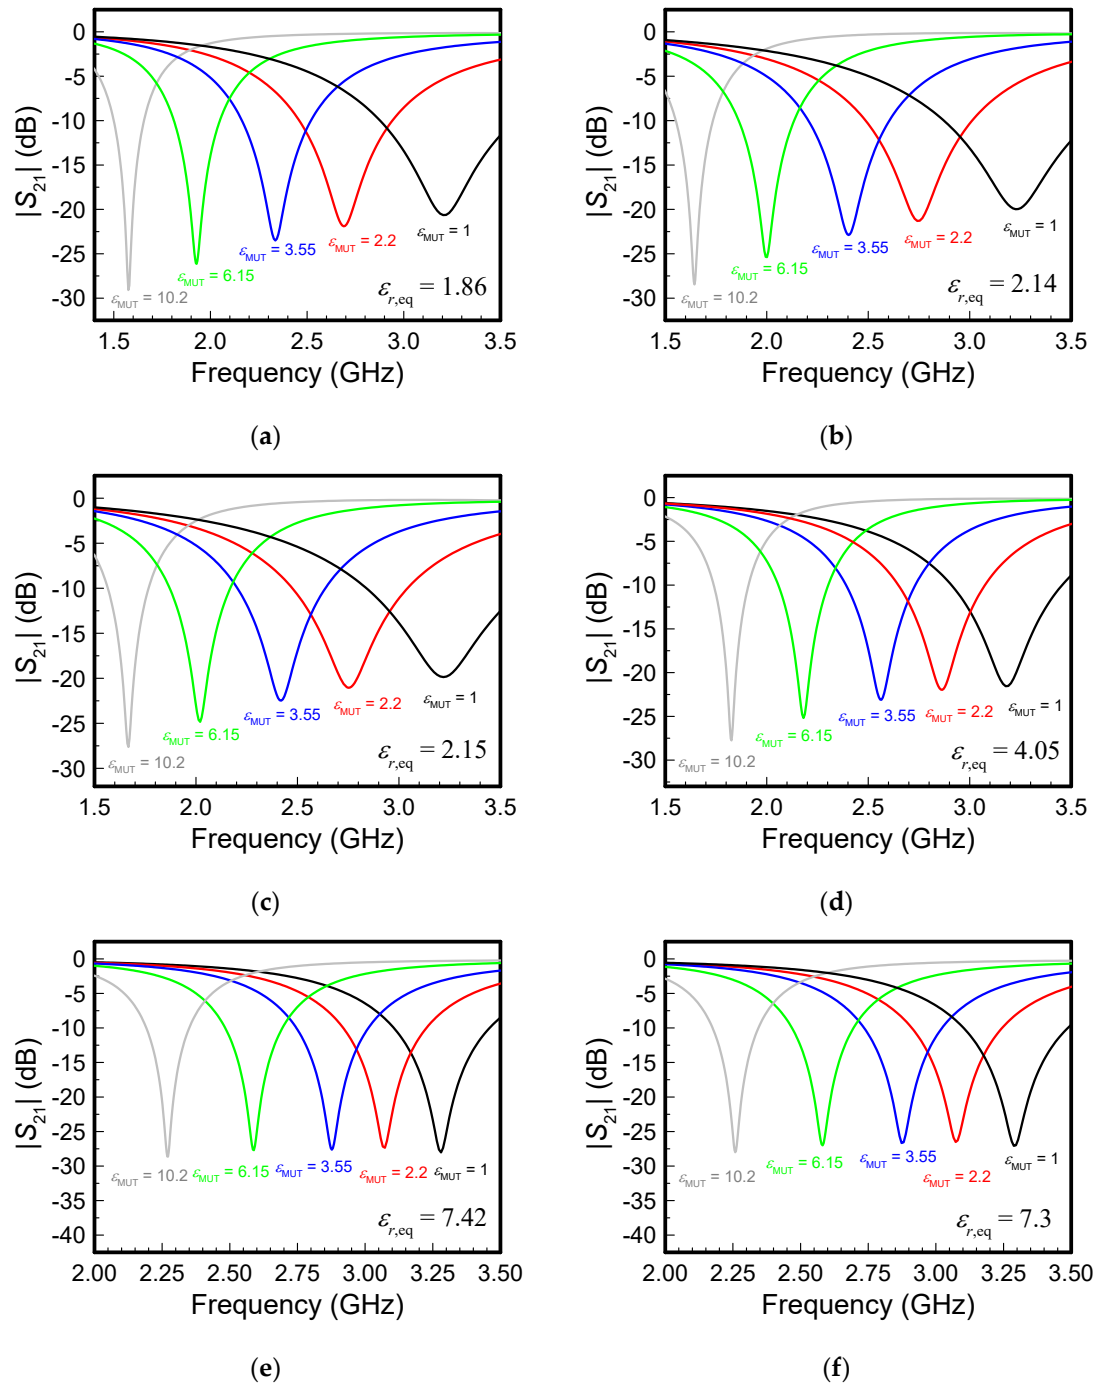 0
-5
-10
-15
-20
-25
-30
|S21| (dB)
εMUT = 10.2
εMUT = 6.15
εMUT = 3.55
εMUT = 2.2
εMUT = 1
εr,eq = 1.86
1.5 2.0 2.5 3.0 3.5
Frequency (GHz)
(a)
0
-5
-10
-15
-20
-25
-30
|S21| (dB)
εMUT = 10.2
εMUT = 6.15
εMUT = 3.55
εMUT = 2.2
εMUT = 1
εr,eq = 2.14
1.5 2.0 2.5 3.0 3.5
Frequency (GHz)
(b)
0
-5
-10
-15
-20
-25
-30
|S21| (dB)
εMUT = 10.2
εMUT = 6.15
εMUT = 3.55
εMUT = 2.2
εMUT = 1
εr,eq = 2.15
1.5 2.0 2.5 3.0 3.5
Frequency (GHz)
(c)
0
-5
-10
-15
-20
-25
-30
|S21| (dB)
εMUT = 10.2
εMUT = 6.15
εMUT = 3.55
εMUT = 2.2
εMUT = 1
εr,eq = 4.05
1.5 2.0 2.5 3.0 3.5
Frequency (GHz)
(d)
0
-5
-10
-15
-20
-25
-30
-35
-40
|S21| (dB)
εMUT = 10.2
εMUT = 6.15
εMUT = 3.55
εMUT = 2.2
εMUT = 1
εr,eq = 7.42
2.00 2.25 2.50 2.75 3.00 3.25 3.50
Frequency (GHz)
(e)
0
-5
-10
-15
-20
-25
-30
-35
-40
|S21| (dB)
εMUT = 10.2
εMUT = 6.15
εMUT = 3.55
εMUT = 2.2
εMUT = 1
εr,eq = 7.3
2.00 2.25 2.50 2.75 3.00 3.25 3.50
Frequency (GHz)
(f)